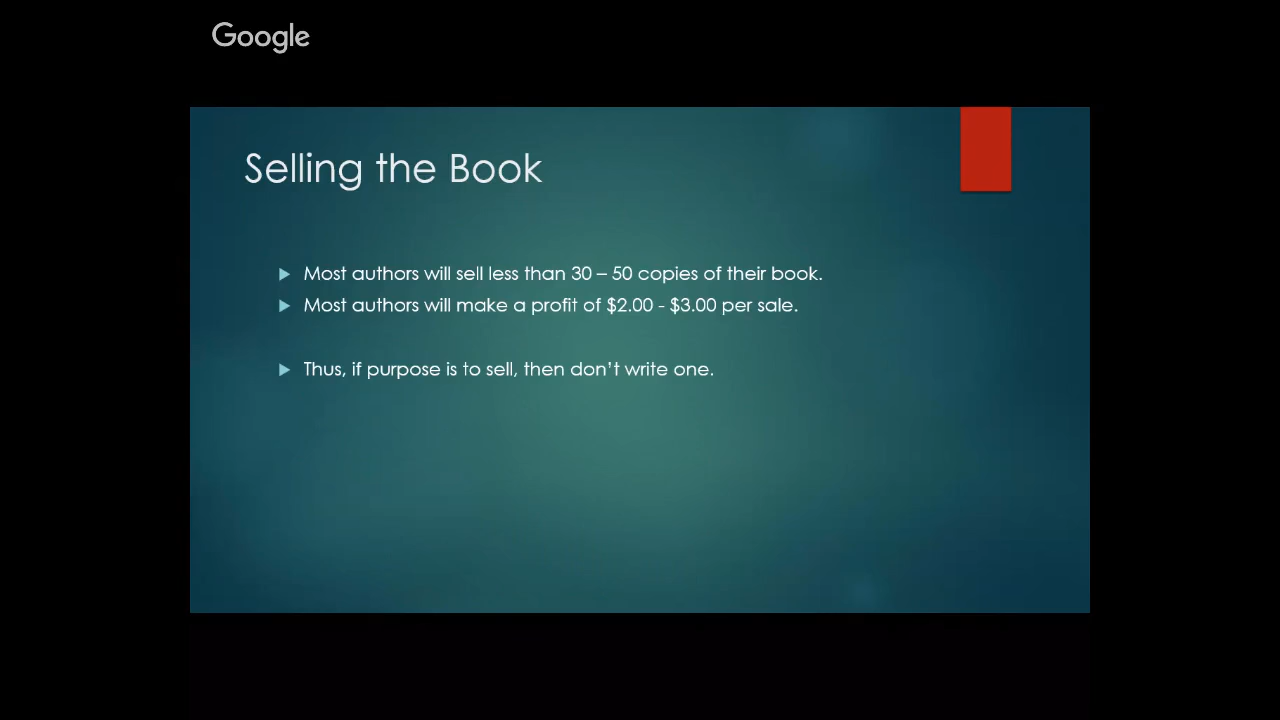 Google
Selling the Book
Most authors will sell less than 30 – 50 copies of their book.
Most authors will make a profit of $2.00 - $3.00 per sale.
Thus, if purpose is to sell, then don’t write one.